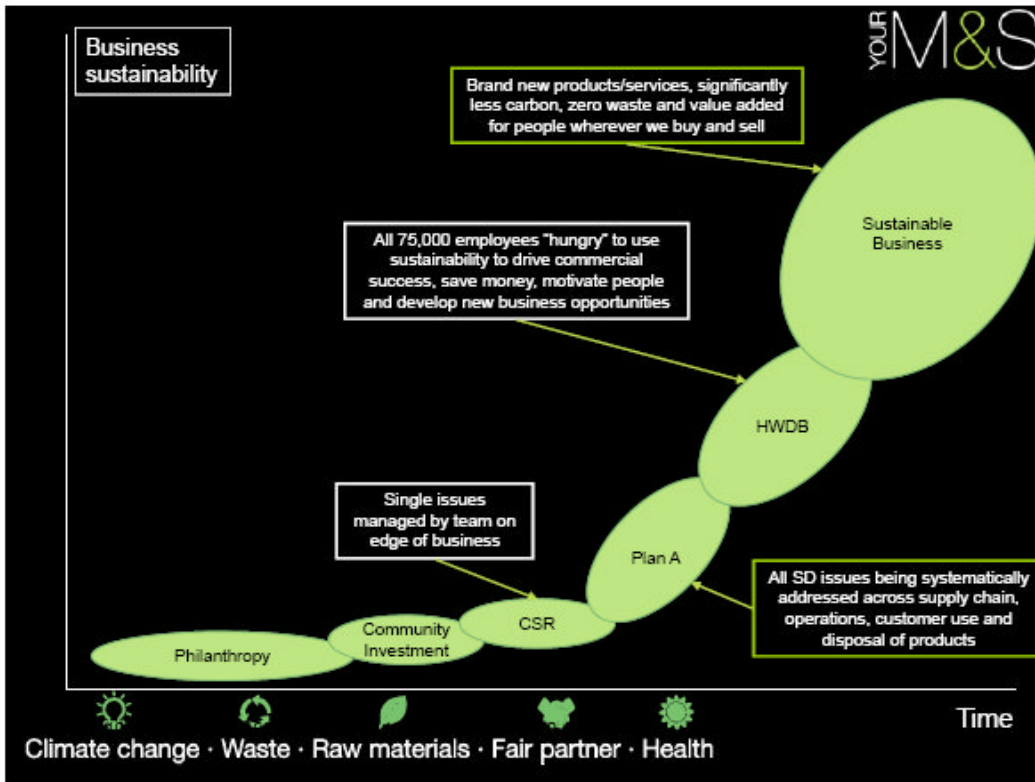 Business
sustainability
YOUR
M&S
Brand new products/services, significantly
less carbon, zero waste and value added
for people wherever we buy and sell
Sustainable
Business
All 75,000 employees "hungry" to use
sustainability to drive commercial
success, save money, motivate people
and develop new business opportunities
HWDB
Single issues
managed by team on
edge of business
Plan A
All SD issues being systematically
addressed across supply chain,
operations, customer use and
disposal of products
CSR
Community
Investment
Philanthropy
Time
Climate change · Waste · Raw materials · Fair partner · Health